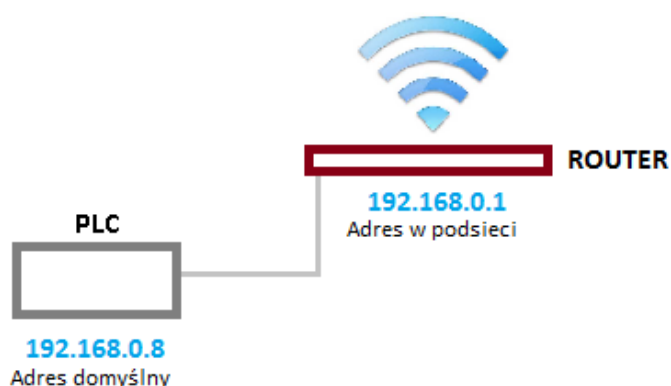 ROUTER
192.168.0.1
Adres w podsieci
PLC
192.168.0.8
Adres domyślny